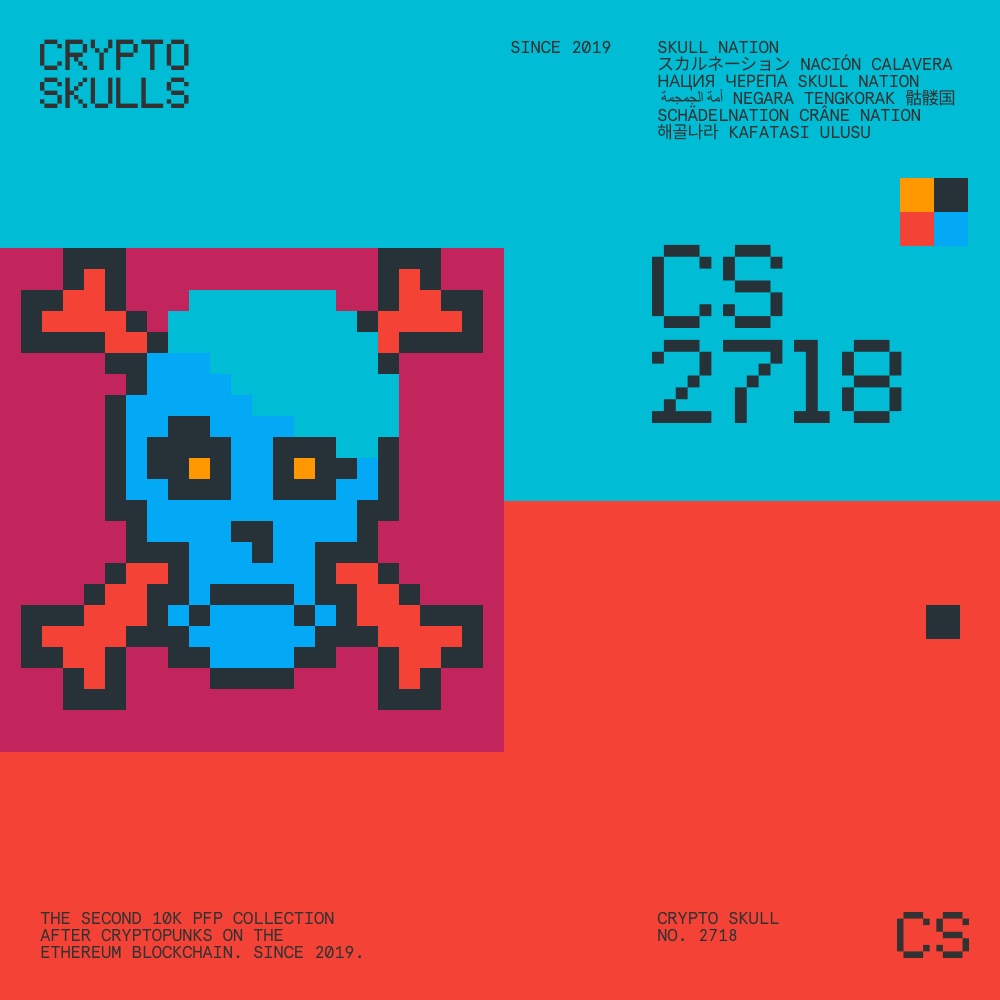 CRYPTO
SKULLS
SINCE 2019
SKULL NATION
スカルネーション NACIÓN CALAVERA
НАЦИЯ ЧЕРЕПА SKULL NATION
أمة الجمجمة NEGARA TENGKORAK 骷髅国
SCHÄDELNATION CRÂNE NATION
해골나라 KAFATASI ULUSU
CS
2718
THE SECOND 10K PFP COLLECTION
AFTER CRYPTOPUNKS ON THE
ETHEREUM BLOCKCHAIN. SINCE 2019.
CRYPTO SKULL
NO. 2718
CS